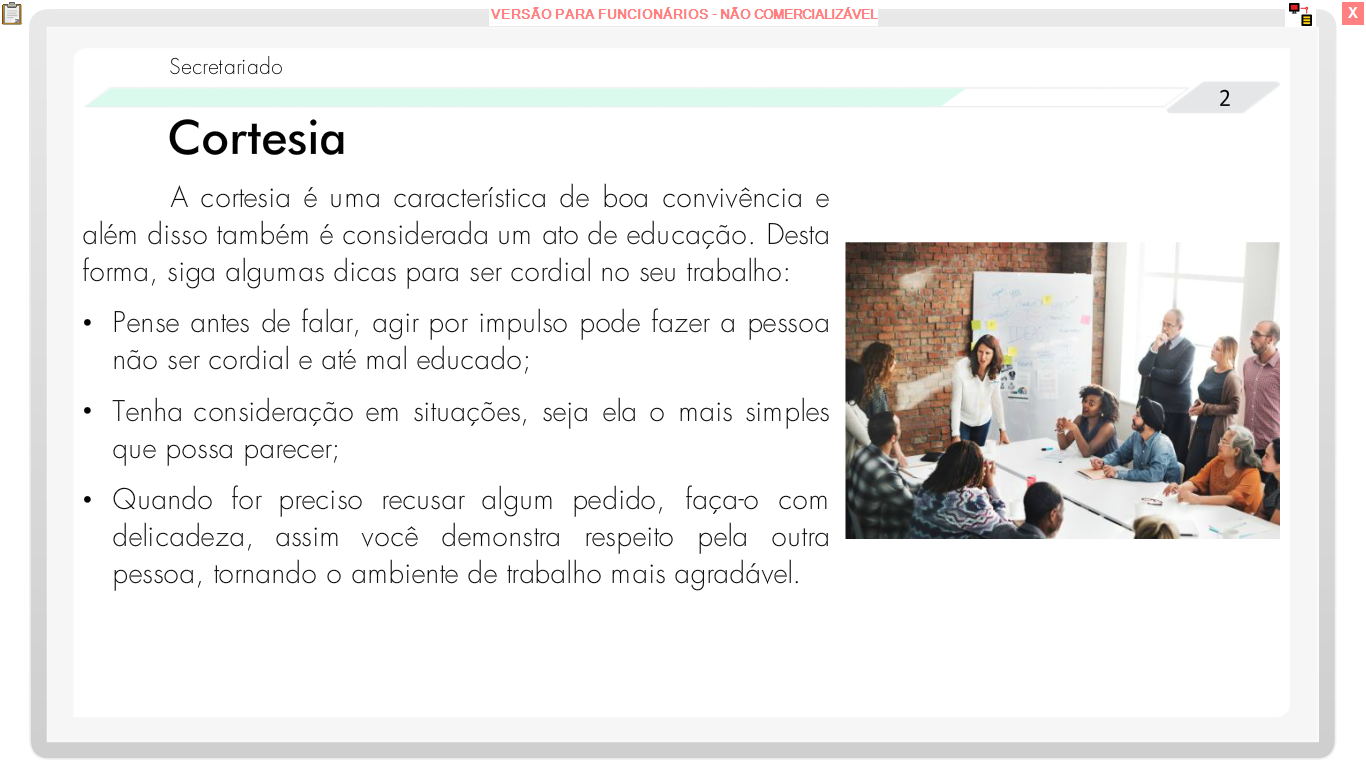 VERSÃO PARA FUNCIONÁRIOS - NÃO COMERCIALIZÁVEL
X
Secretariado
2
Cortesia
A cortesia é uma característica de boa convivência e
além disso também é considerada um ato de educação. Desta
forma, siga algumas dicas para ser cordial no seu trabalho:
• Pense antes de falar, agir por impulso pode fazer a pessoa
não ser cordial e até mal educado;
• Tenha consideração em situações, seja ela o mais simples
que possa parecer;
• Quando for preciso recusar algum pedido, faça-o com
delicadeza, assim você demonstra respeito pela outra
pessoa, tornando o ambiente de trabalho mais agradável.
IDEAS